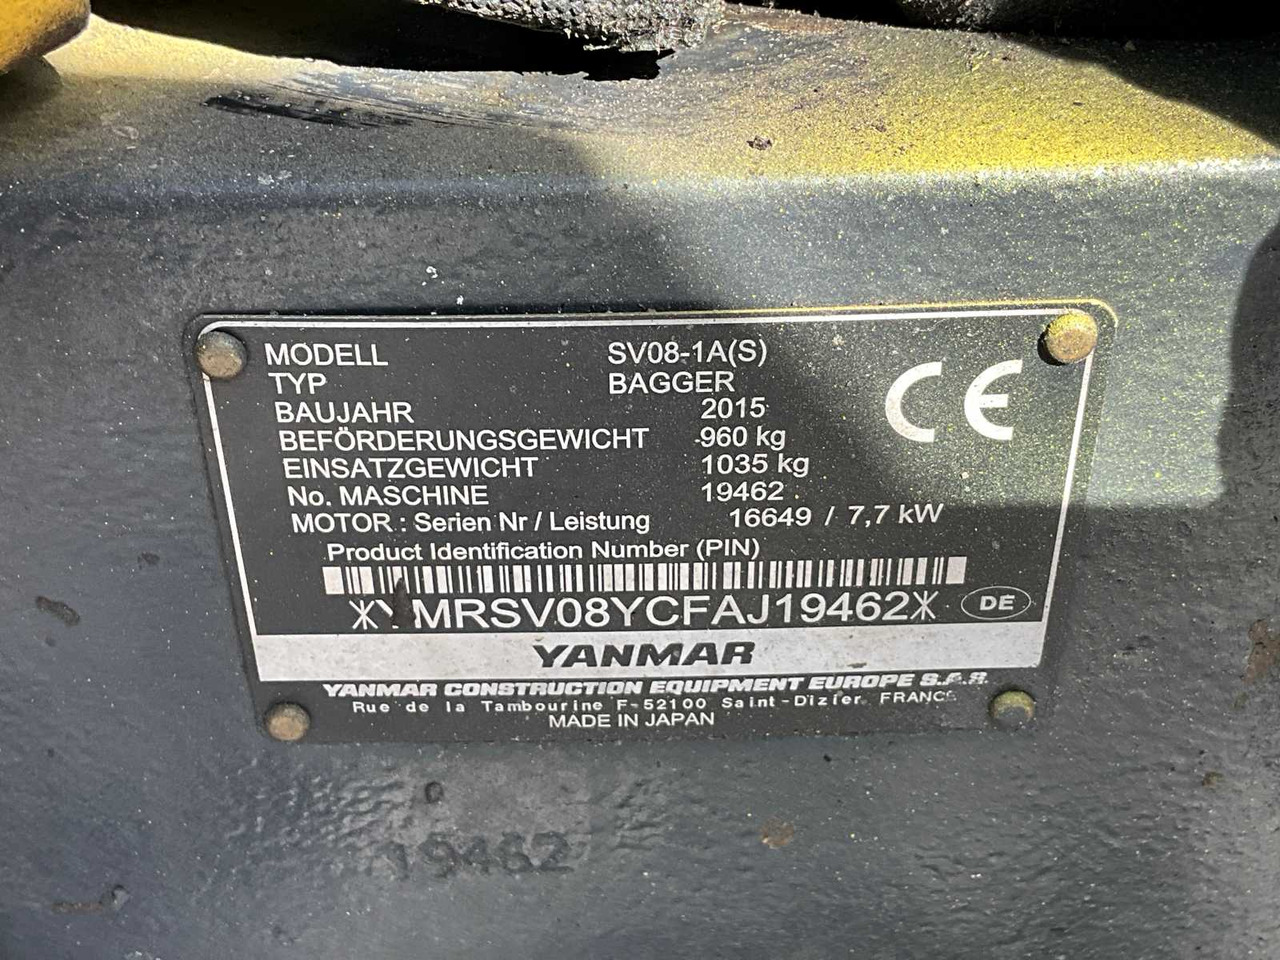 MODELL SV08-1A(S)
TYP BAGGER
BAUJAHR 2015
BEFÖRDERUNGSGEWICHT 960 kg
EINSATZGEWICHT 1035 kg
No. MASCHINE 19462
MOTOR : Serien Nr / Leistung 16649 / 7,7 kW
CE
Product Identification Number (PIN)
*YMRSV08YCFAJ19462*
DE
YANMAR
YANMAR CONSTRUCTION EQUIPMENT EUROPE S.A.S.
Rue de la Tambourine F-52100 Saint-Dizier FRANCE
MADE IN JAPAN
19462